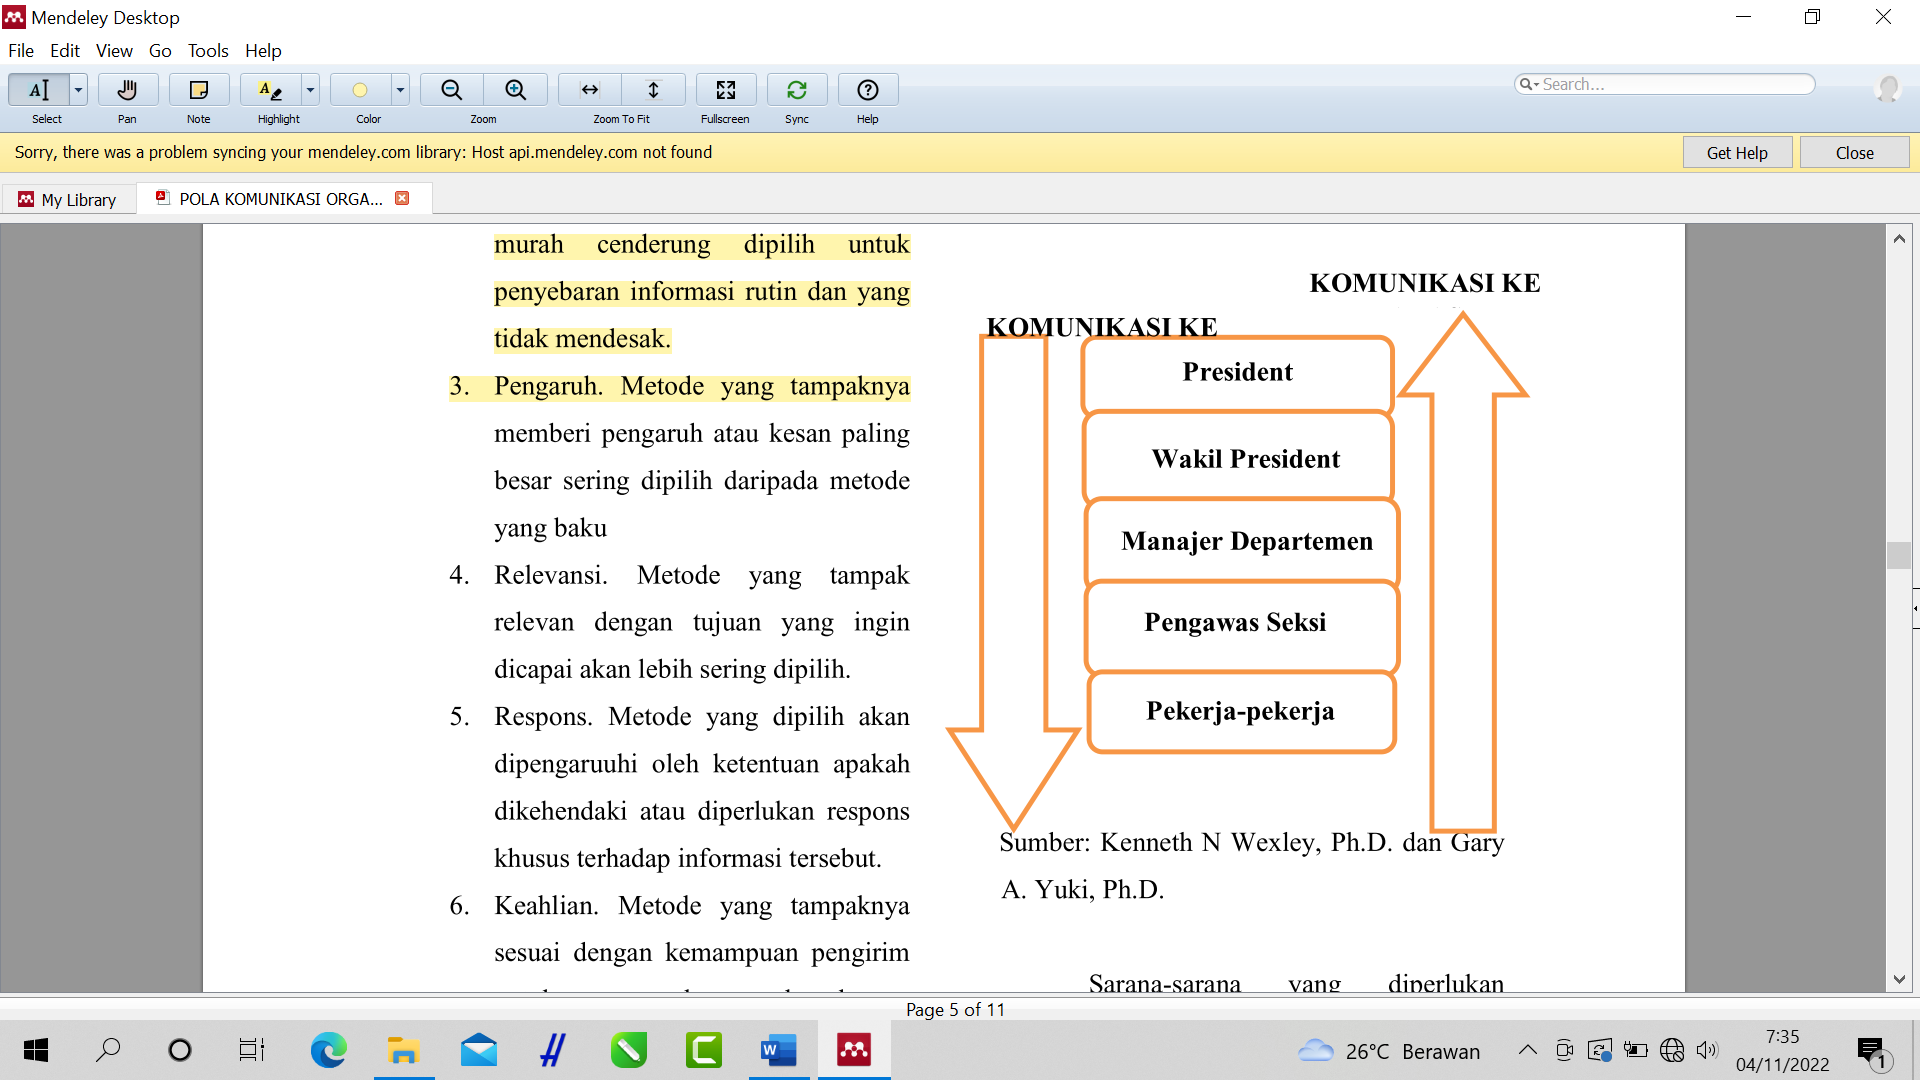 Mendeley Desktop
File Edit View Go Tools Help
Search...
Select Pan Note Highlight Color Zoom Zoom To Fit Fullscreen Sync Help
Sorry, there was a problem syncing your mendeley.com library: Host api.mendeley.com not found
Get Help Close
My Library POLA KOMUNIKASI ORGA...
murah cenderung dipilih untuk
penyebaran informasi rutin dan yang
tidak mendesak.
3. Pengaruh. Metode yang tampaknya
memberi pengaruh atau kesan paling
besar sering dipilih daripada metode
yang baku
4. Relevansi. Metode yang tampak
relevan dengan tujuan yang ingin
dicapai akan lebih sering dipilih.
5. Respons. Metode yang dipilih akan
dipengaruuhi oleh ketentuan apakah
dikehendaki atau diperlukan respons
khusus terhadap informasi tersebut.
6. Keahlian. Metode yang tampaknya
sesuai dengan kemampuan pengirim
KOMUNIKASI KE
KOMUNIKASI KE
President
Wakil President
Manajer Departemen
Pengawas Seksi
Pekerja-pekerja
Sumber: Kenneth N Wexley, Ph.D. dan Gary
A. Yuki, Ph.D.
Sarana-sarana yang diperlukan
Page 5 of 11
26°C Berawan
7:35
04/11/2022
1